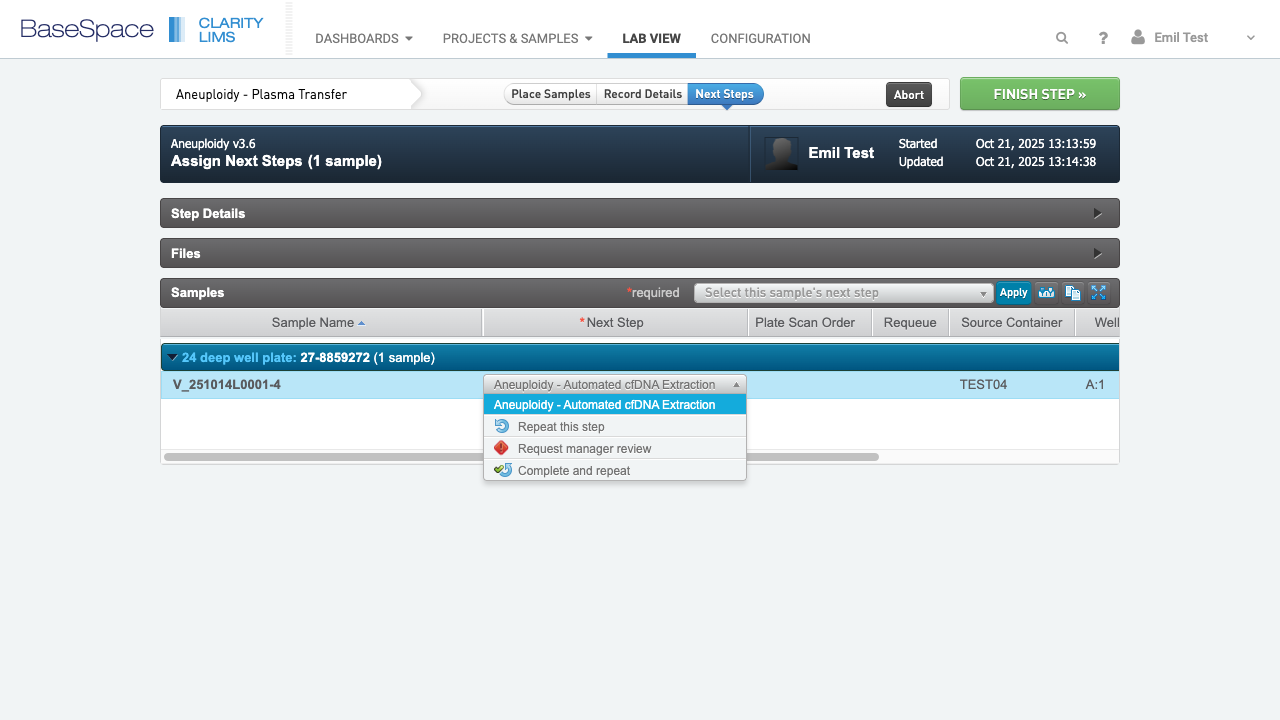 BaseSpace CLARITY LIMS
DASHBOARDS PROJECTS & SAMPLES LAB VIEW CONFIGURATION ? Emil Test
Aneuploidy - Plasma Transfer Place Samples Record Details Next Steps Abort FINISH STEP »
Aneuploidy v3.6
Assign Next Steps (1 sample)
Emil Test
Started Oct 21, 2025 13:13:59
Updated Oct 21, 2025 13:14:38
Step Details
Files
Samples *required Select this sample's next step Apply
Sample Name *Next Step Plate Scan Order Requeue Source Container Well
24 deep well plate: 27-8859272 (1 sample)
V_251014L0001-4 Aneuploidy - Automated cfDNA Extraction TEST04 A:1
Aneuploidy - Automated cfDNA Extraction
Repeat this step
Request manager review
Complete and repeat